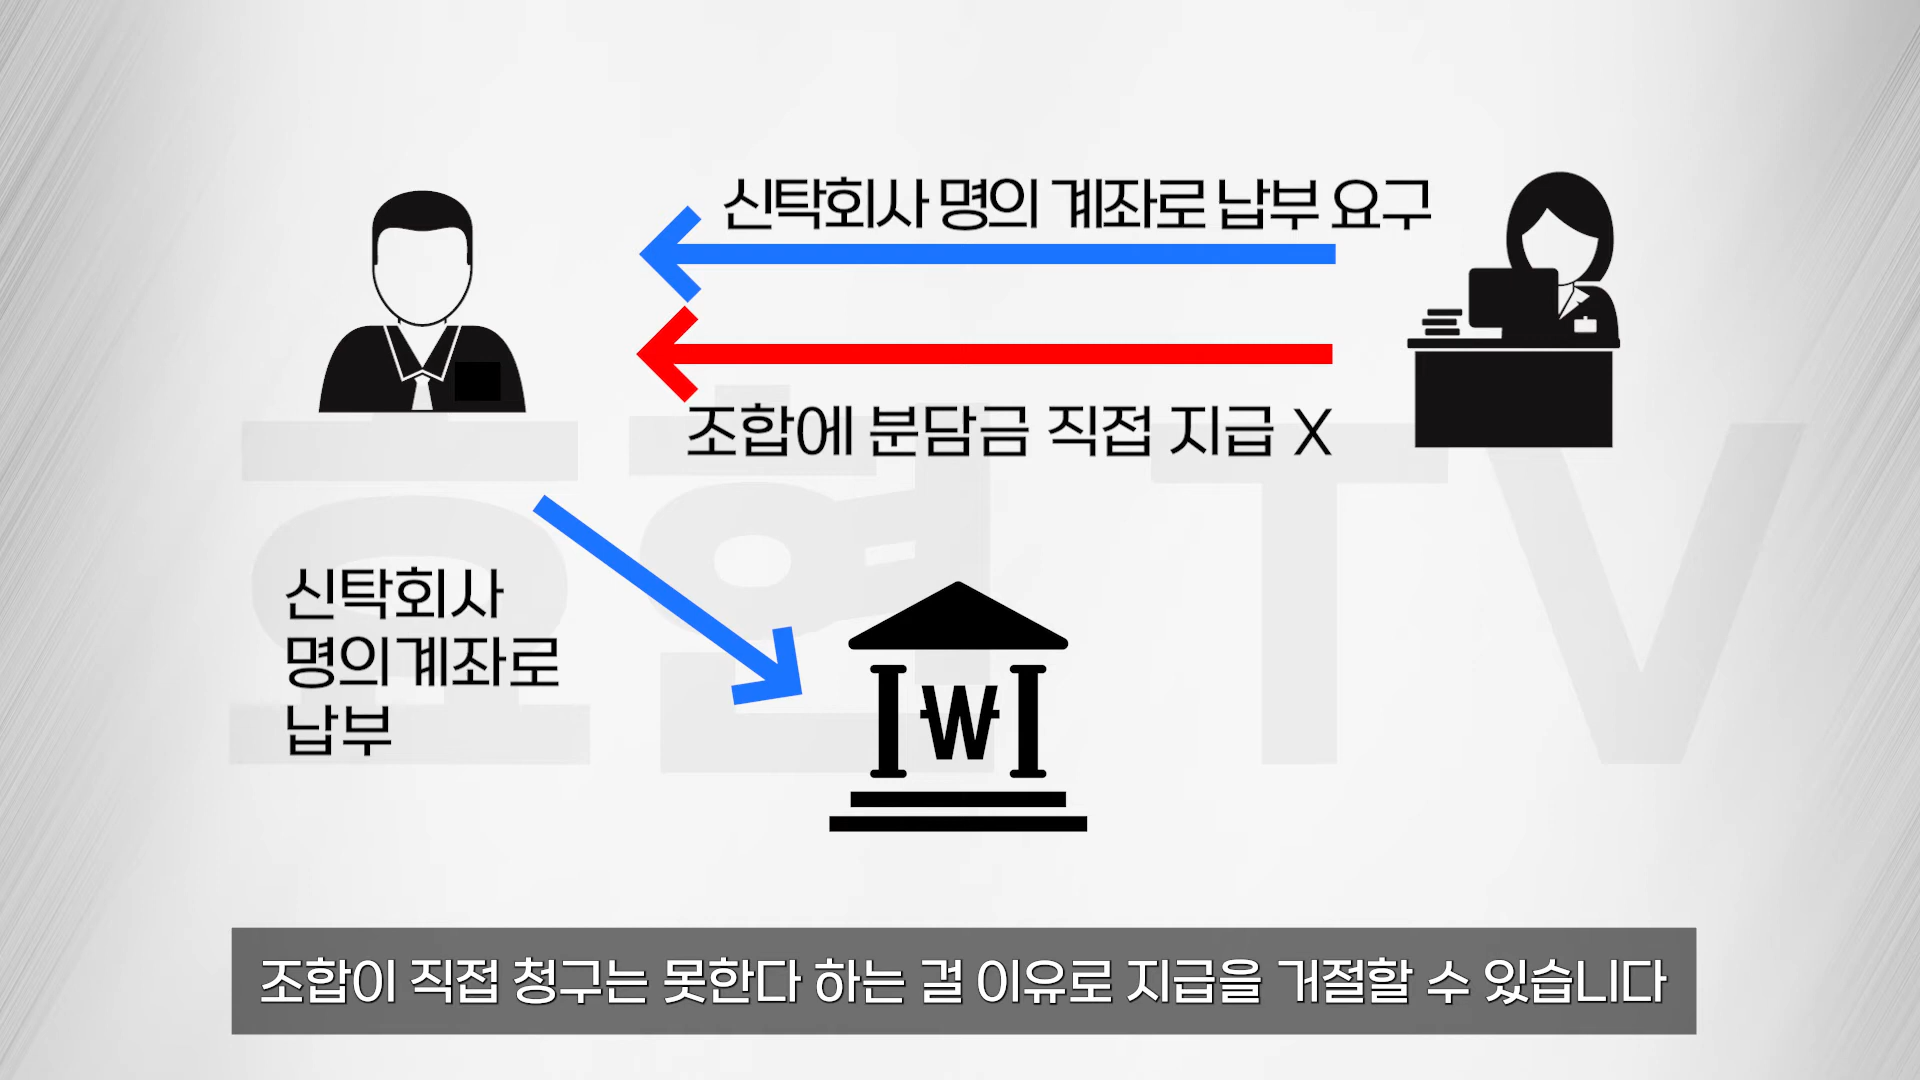 신탁회사 명의 계좌로 납부 요구
조합에 분담금 직접 지급 X
신탁회사
명의계좌로
납부
W
TV
조합이 직접 청구는 못한다 하는 걸 이유로 지급을 거절할 수 있습니다